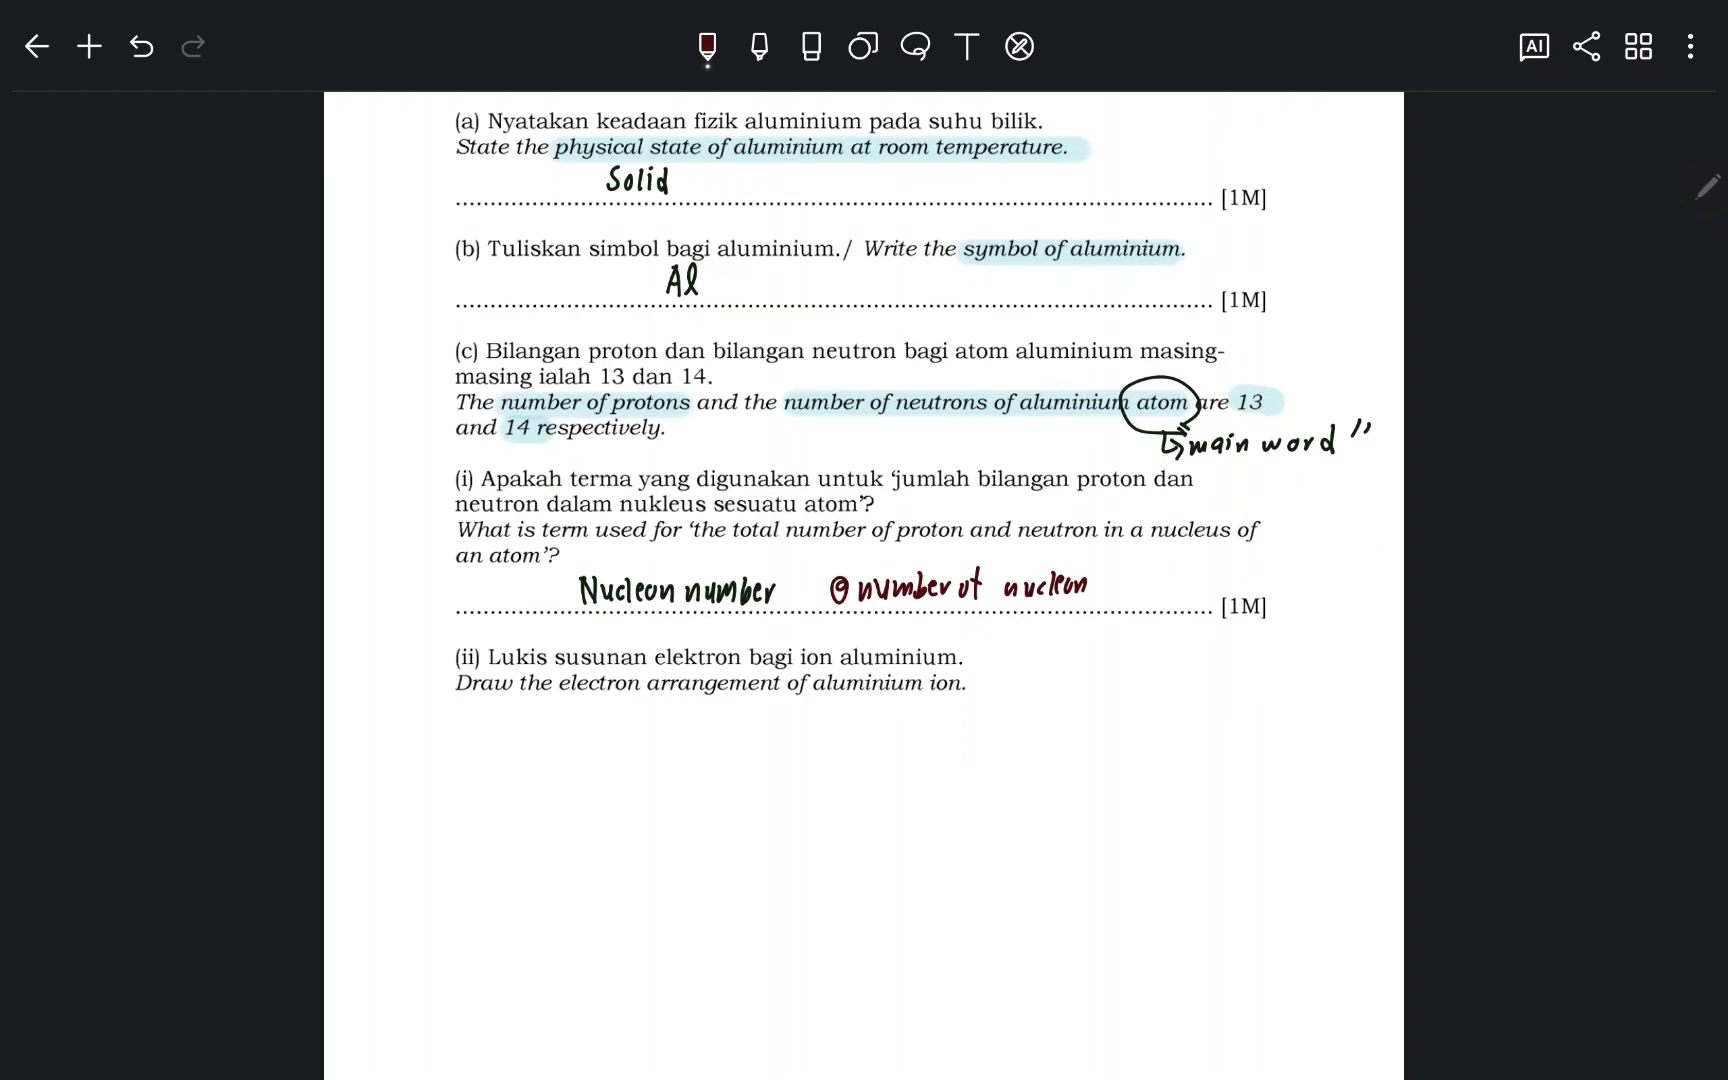 AI
(a) Nyatakan keadaan fizik aluminium pada suhu bilik.
State the physical state of aluminium at room temperature.
Solid
............................................................................................................. [1M]
(b) Tuliskan simbol bagi aluminium./ Write the symbol of aluminium.
Al
............................................................................................................. [1M]
(c) Bilangan proton dan bilangan neutron bagi atom aluminium masing-
masing ialah 13 dan 14.
The number of protons and the number of neutrons of aluminium atom are 13
and 14 respectively.
main word "
(i) Apakah terma yang digunakan untuk ‘jumlah bilangan proton dan
neutron dalam nukleus sesuatu atom’?
What is term used for ‘the total number of proton and neutron in a nucleus of
an atom’?
Nucleon number number of nucleon
............................................................................................................. [1M]
(ii) Lukis susunan elektron bagi ion aluminium.
Draw the electron arrangement of aluminium ion.